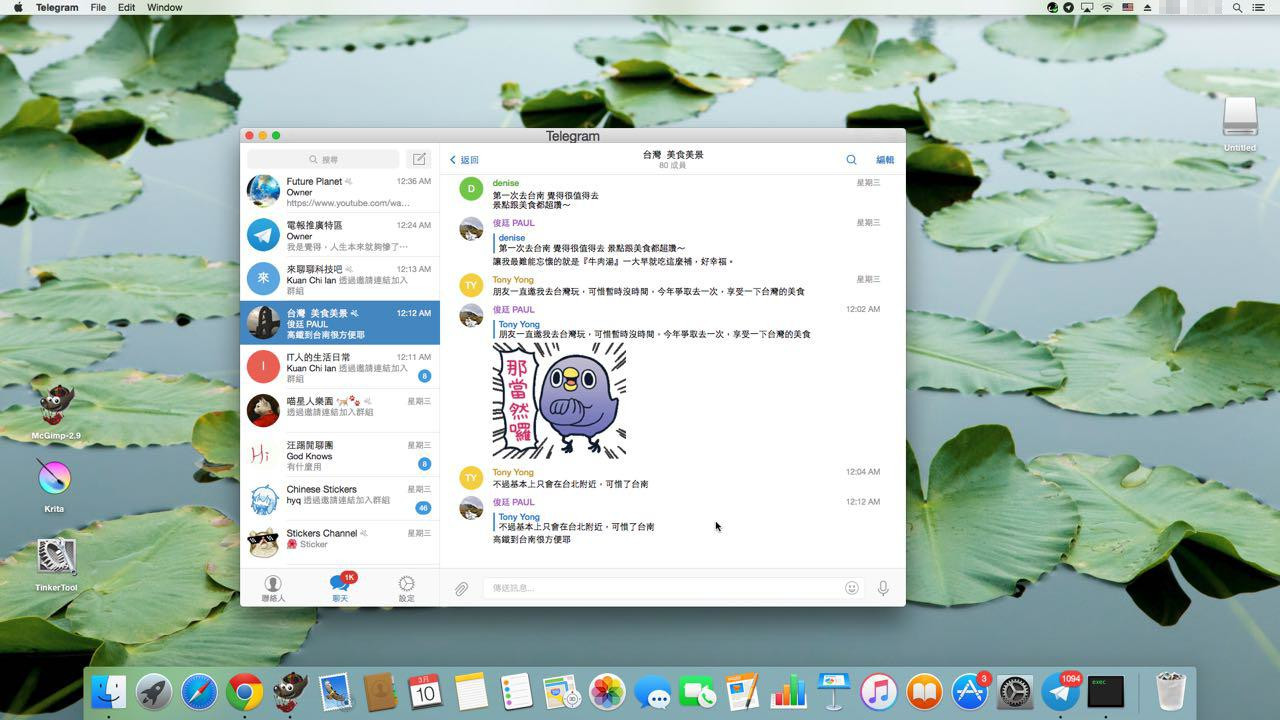 Telegram File Edit Window
Untitled
McGimp-2.9
Krita
TinkerTool
Telegram
搜尋
Future Planet 12:36 AM
Owner
https://www.youtube.com/wa…
電報推廣特區 12:24 AM
Owner
我是覺得，人生本來就夠慘了…
來聊聊科技吧 12:13 AM
來
Kuan Chi lan 透過邀請連結加入
群組
台灣 美食美景 12:12 AM
俊廷 PAUL
高鐵到台南很方便耶
IT人的生活日常 12:11 AM
I
Kuan Chi lan 透過邀請連結加入
群組 8
喵星人樂園 星期三
透過邀請連結加入群組
汪踢閒聊團 星期三
Hi
God Knows
有什麼用 8
Chinese Stickers 星期三
hyq 透過邀請連結加入群組
46
Stickers Channel 星期三
Sticker
1K
聯絡人 聊天 設定
返回
台灣 美食美景
80 成員
編輯
D
denise 星期三
第一次去台南 覺得很值得去
景點跟美食都超讚～
俊廷 PAUL 星期三
denise
第一次去台南 覺得很值得去 景點跟美食都超讚～
讓我最難能忘懷的就是『牛肉湯』一大早就吃這麼補，好幸福。
TY
Tony Yong 星期三
朋友一直邀我去台灣玩，可惜暫時沒時間，今年爭取去一次，享受一下台灣的美食
俊廷 PAUL 12:02 AM
Tony Yong
朋友一直邀我去台灣玩，可惜暫時沒時間，今年爭取去一次，享受一下台灣的美食
那當然囉
TY
Tony Yong 12:04 AM
不過基本上只會在台北附近，可惜了台南
俊廷 PAUL 12:12 AM
Tony Yong
不過基本上只會在台北附近，可惜了台南
高鐵到台南很方便耶
傳送訊息...
3月
10
3
1094
exec